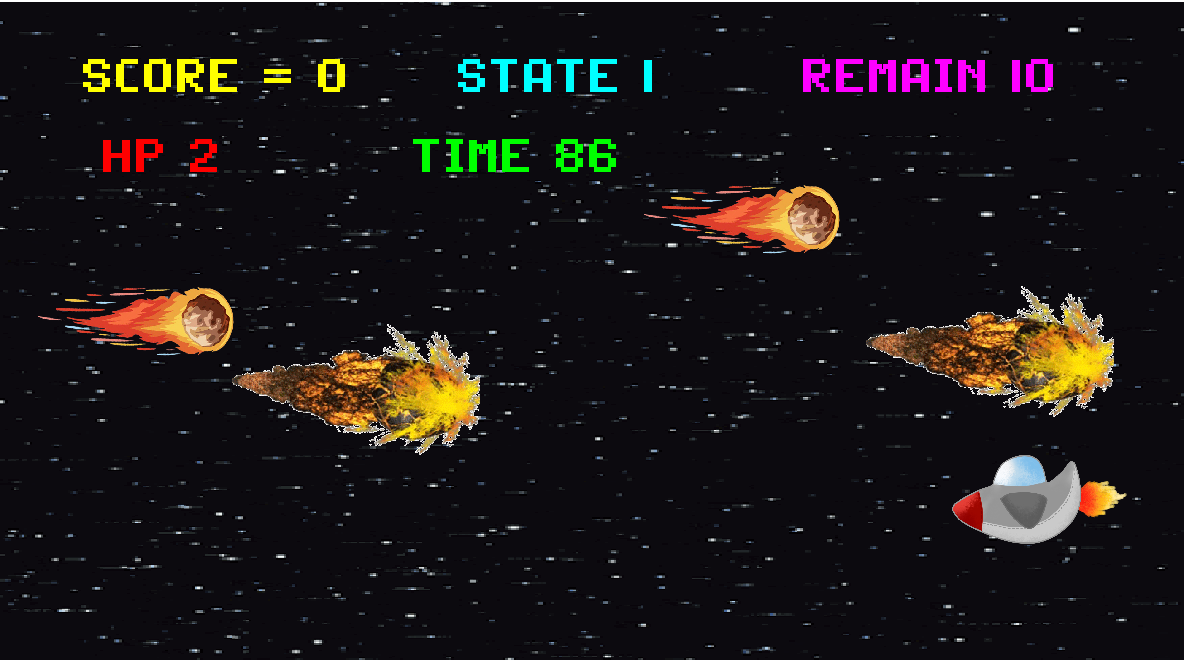 SCORE = 0 STATE 1 REMAIN 10
HP 2 TIME 86